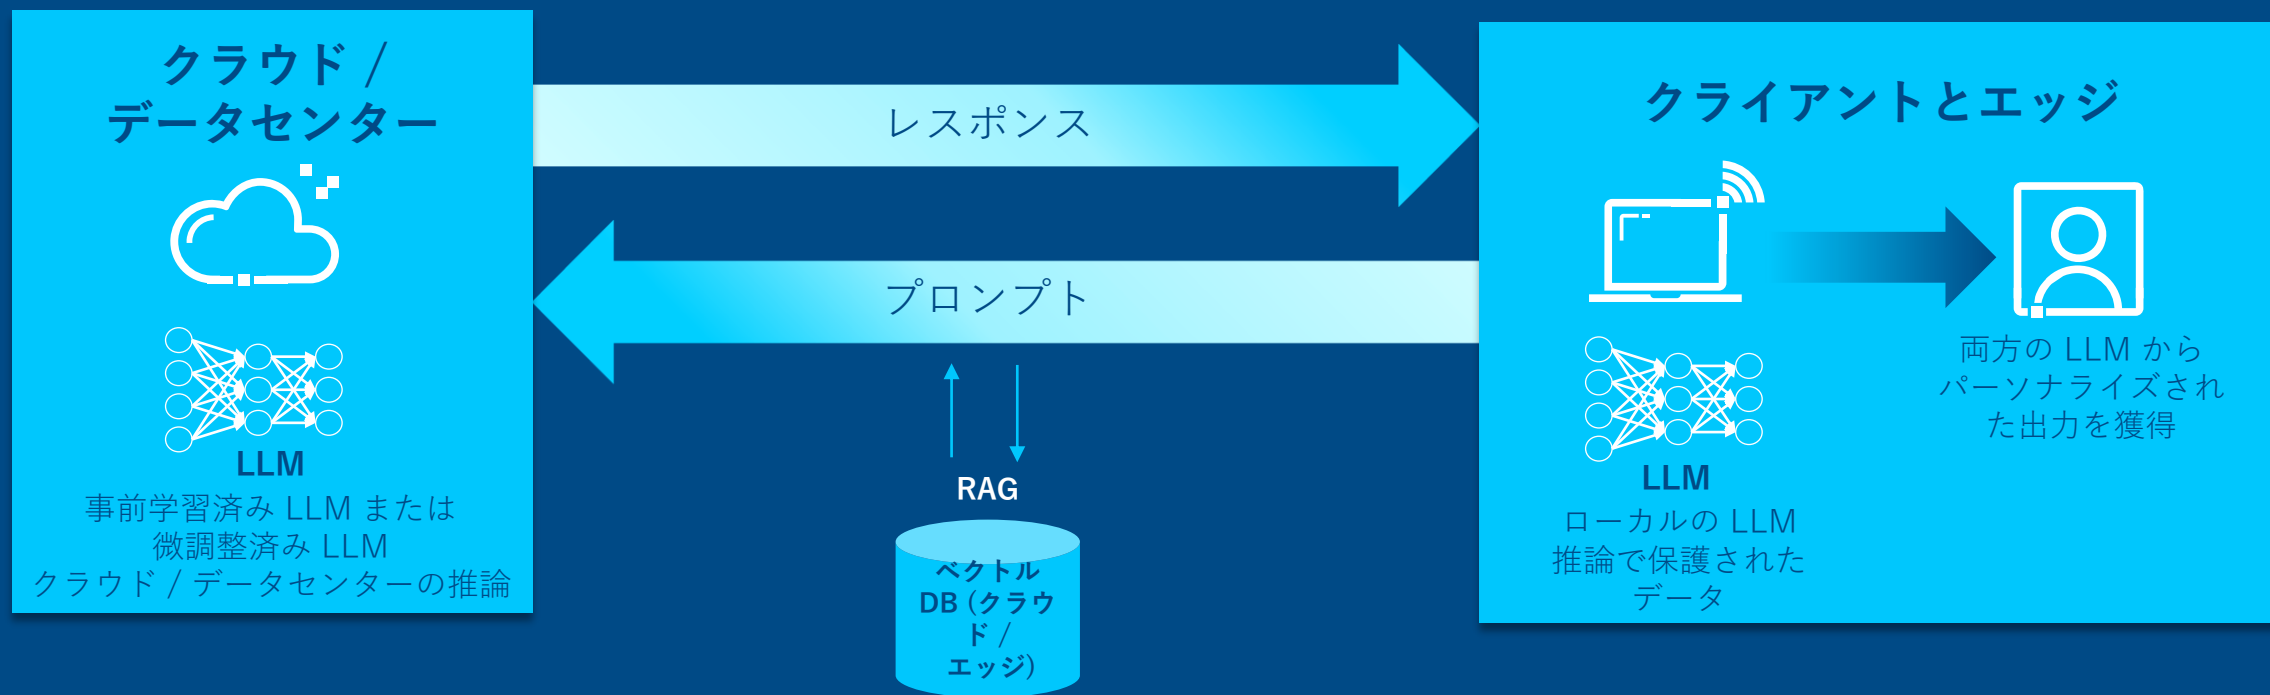 クラウド /
データセンター
LLM
事前学習済み LLM または
微調整済み LLM
クラウド / データセンターの推論
レスポンス
プロンプト
RAG
ベクトル
DB (クラウ
ド /
エッジ)
クライアントとエッジ
LLM
ローカルの LLM
推論で保護された
データ
両方の LLM から
パーソナライズされ
た出力を獲得